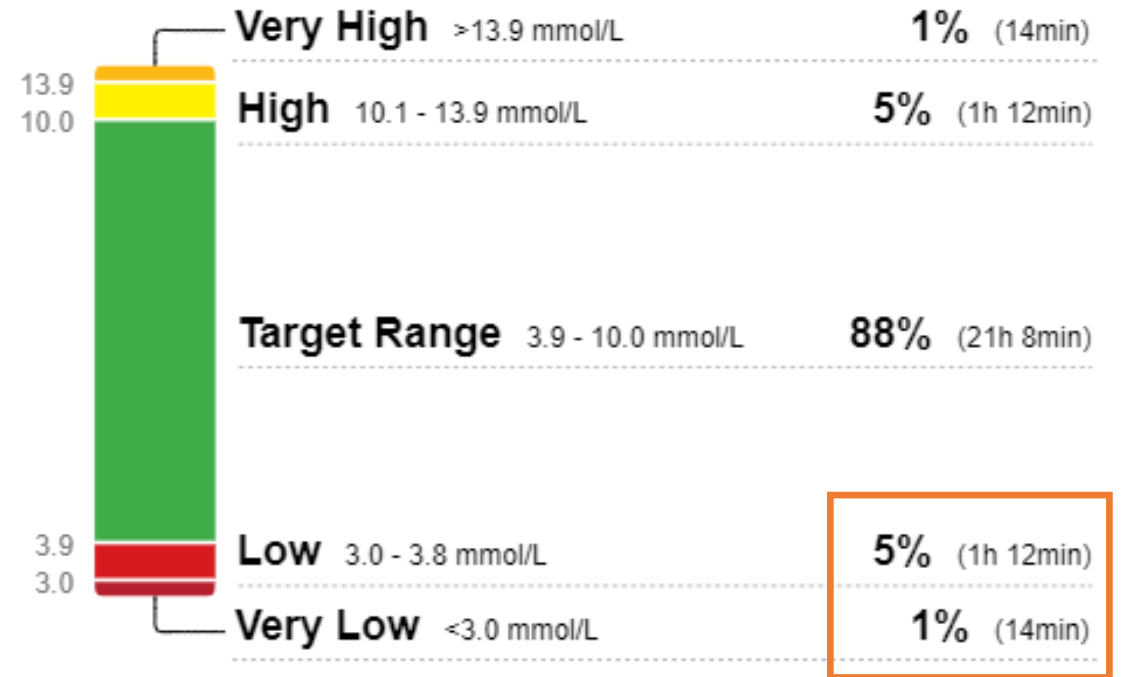 Very High >13.9 mmol/L 1% (14min)
13.9
High 10.1 - 13.9 mmol/L 5% (1h 12min)
10.0
Target Range 3.9 - 10.0 mmol/L 88% (21h 8min)
3.9
Low 3.0 - 3.8 mmol/L 5% (1h 12min)
3.0
Very Low <3.0 mmol/L 1% (14min)